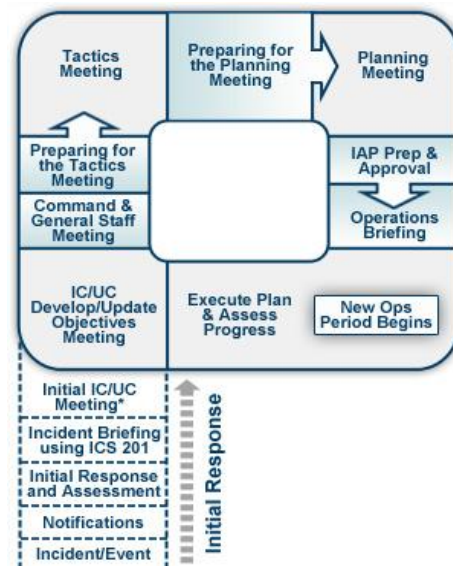 Tactics
Meeting
Preparing for
the Planning
Meeting
Planning
Meeting
Preparing for
the Tactics
Meeting
IAP Prep &
Approval
Command &
General Staff
Meeting
Operations
Briefing
IC/UC
Develop/Update
Objectives
Meeting
Execute Plan
& Assess
Progress
New Ops
Period Begins
Initial IC/UC
Meeting*
Incident Briefing
using ICS 201
Initial Response
and Assessment
Notifications
Incident/Event
Initial Response